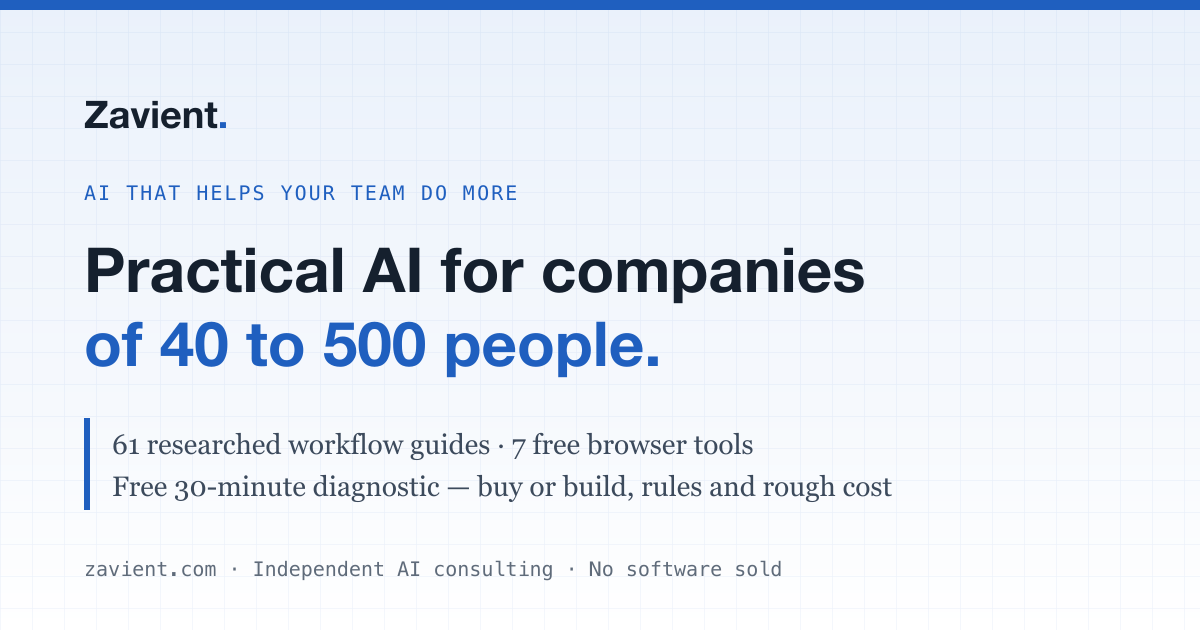 Zavient.
AI THAT HELPS YOUR TEAM DO MORE
Practical AI for companies
of 40 to 500 people.
61 researched workflow guides · 7 free browser tools
Free 30-minute diagnostic — buy or build, rules and rough cost
zavient.com · Independent AI consulting · No software sold